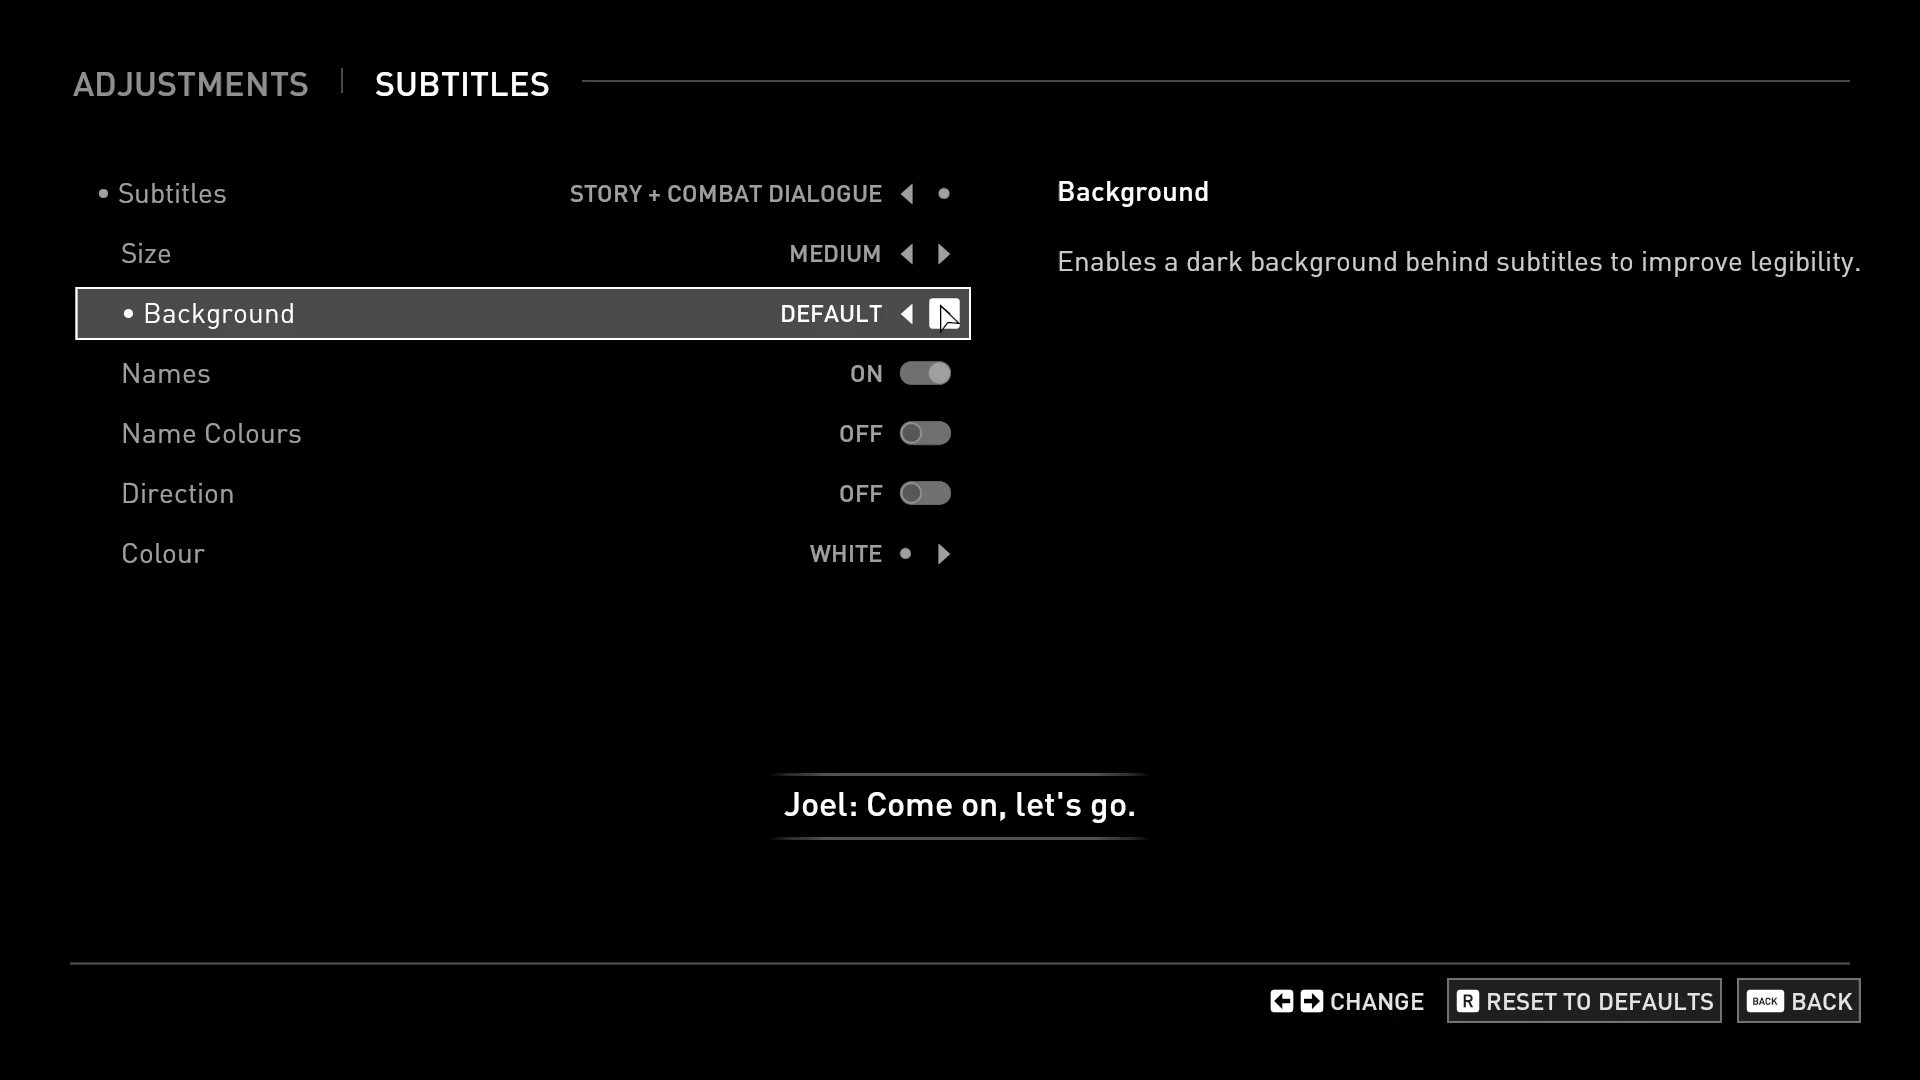 ADJUSTMENTS | SUBTITLES
• Subtitles STORY + COMBAT DIALOGUE
Size MEDIUM
• Background DEFAULT
Names ON
Name Colours OFF
Direction OFF
Colour WHITE
Background
Enables a dark background behind subtitles to improve legibility.
Joel: Come on, let's go.
CHANGE R RESET TO DEFAULTS BACK BACK